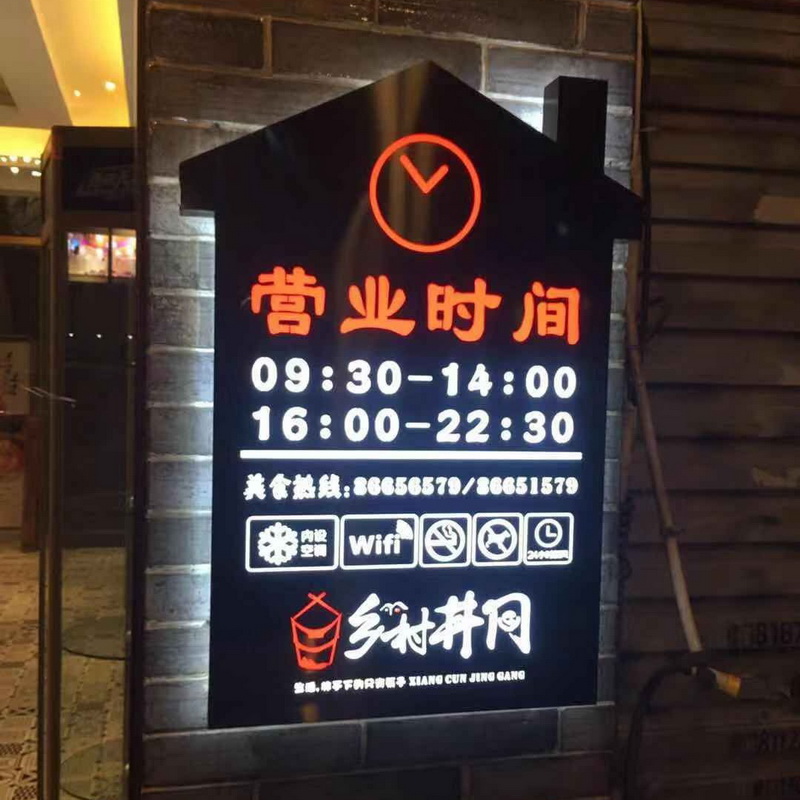 营业时间
09:30-14:00
16:00-22:30
美食热线:86656579/86651579
内设
空调
Wifi
乡村井冈
XIANG CUN JING GANG